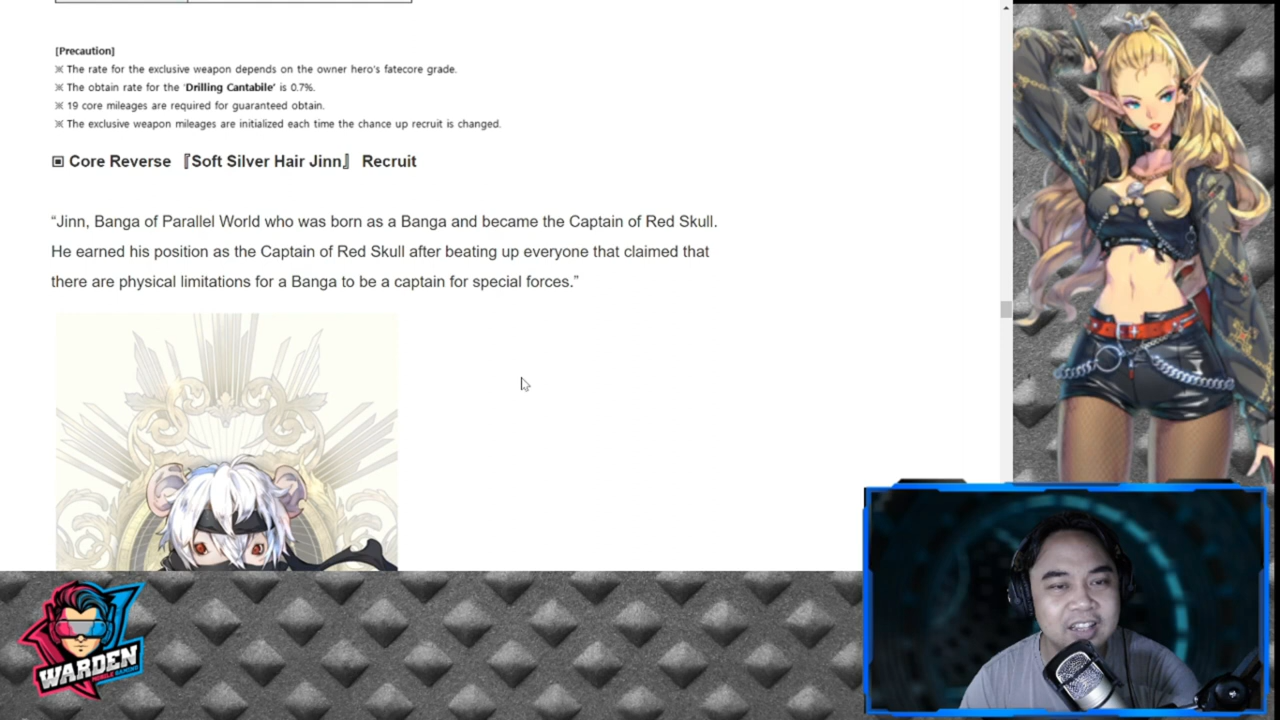 [Precaution]
※ The rate for the exclusive weapon depends on the owner hero's fatecore grade.
※ The obtain rate for the 'Drilling Cantabile' is 0.7%.
※ 19 core mileages are required for guaranteed obtain.
※ The exclusive weapon mileages are initialized each time the chance up recruit is changed.
▣ Core Reverse 『Soft Silver Hair Jinn』 Recruit
“Jinn, Banga of Parallel World who was born as a Banga and became the Captain of Red Skull.
He earned his position as the Captain of Red Skull after beating up everyone that claimed that
there are physical limitations for a Banga to be a captain for special forces.”
WARDEN
MOBILE GAMING